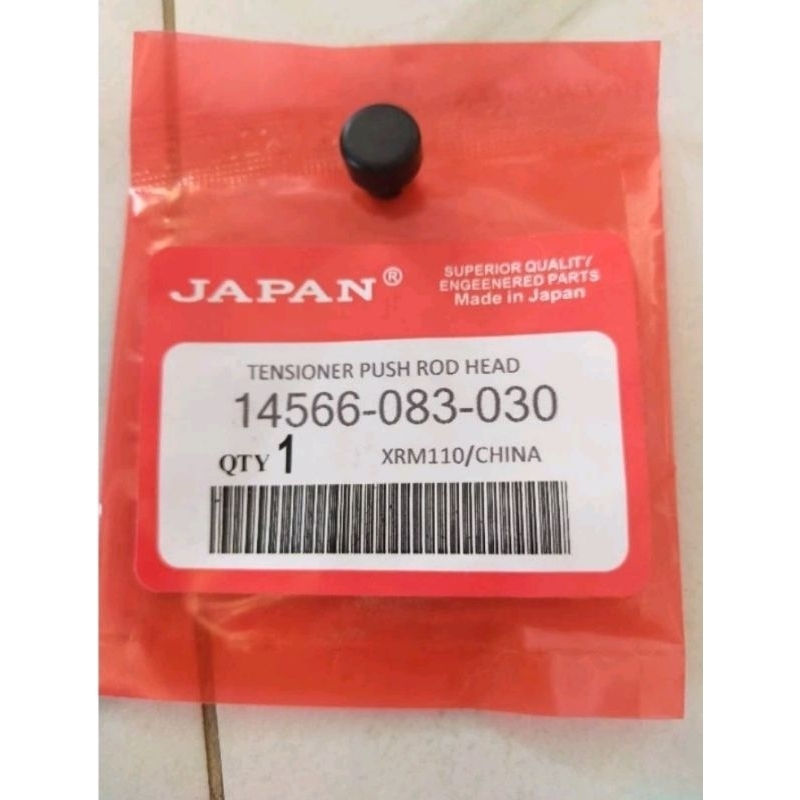 JAPAN®
SUPERIOR QUALITY
ENGEENERED PARTS
Made in Japan
TENSIONER PUSH ROD HEAD
14566-083-030
QTY 1 XRM110/CHINA